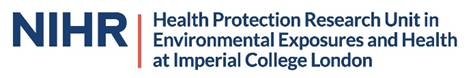 NIHR
Health Protection Research Unit in
Environmental Exposures and Health
at Imperial College London